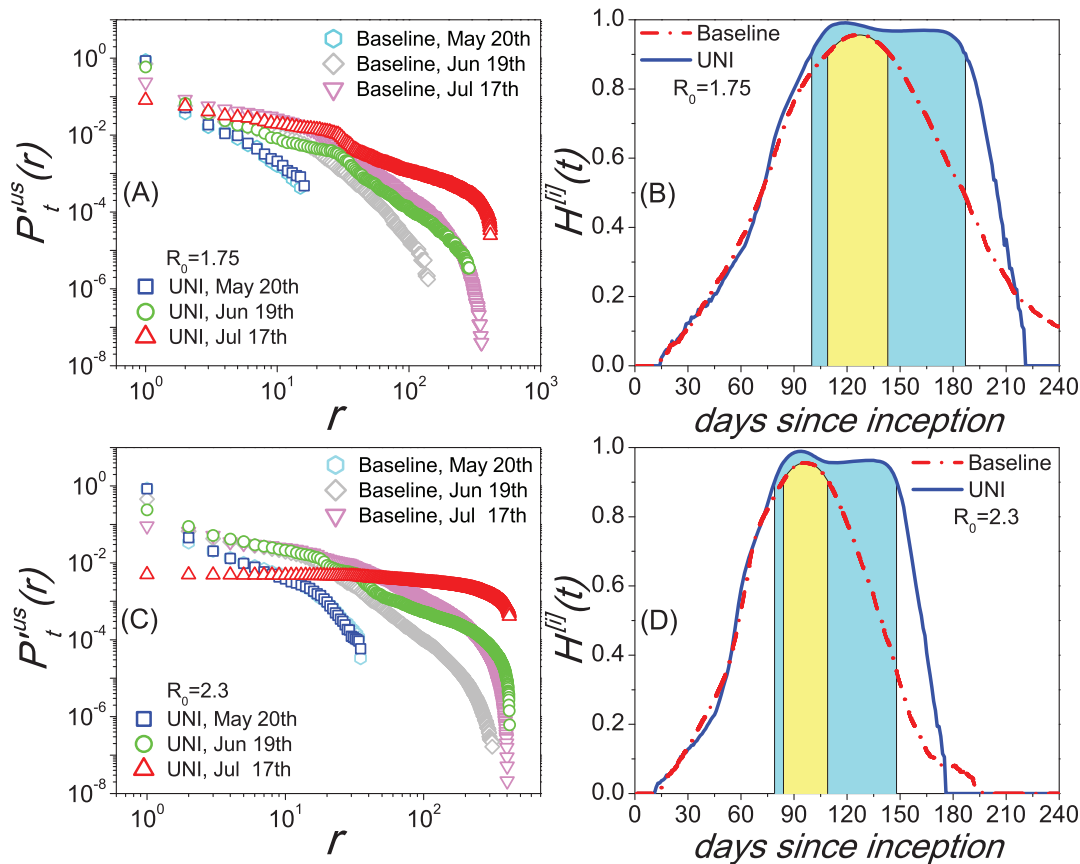 10^0
10^-2
10^-4
10^-6
10^-8
P'_t^us(r)
(A)
Baseline, May 20th
Baseline, Jun 19th
Baseline, Jul 17th
R_0=1.75
UNI, May 20th
UNI, Jun 19th
UNI, Jul 17th
10^0 10^1 10^2 10^3
r
1.0
0.8
0.6
0.4
0.2
0.0
H^[i](t)
(B)
Baseline
UNI
R_0=1.75
0 30 60 90 120 150 180 210 240
days since inception
10^0
10^-2
10^-4
10^-6
10^-8
P'_t^us(r)
(C)
Baseline, May 20th
Baseline, Jun 19th
Baseline, Jul 17th
R_0=2.3
UNI, May 20th
UNI, Jun 19th
UNI, Jul 17th
10^0 10^1 10^2 10^3
r
1.0
0.8
0.6
0.4
0.2
0.0
H^[i](t)
(D)
Baseline
UNI
R_0=2.3
0 30 60 90 120 150 180 210 240
days since inception